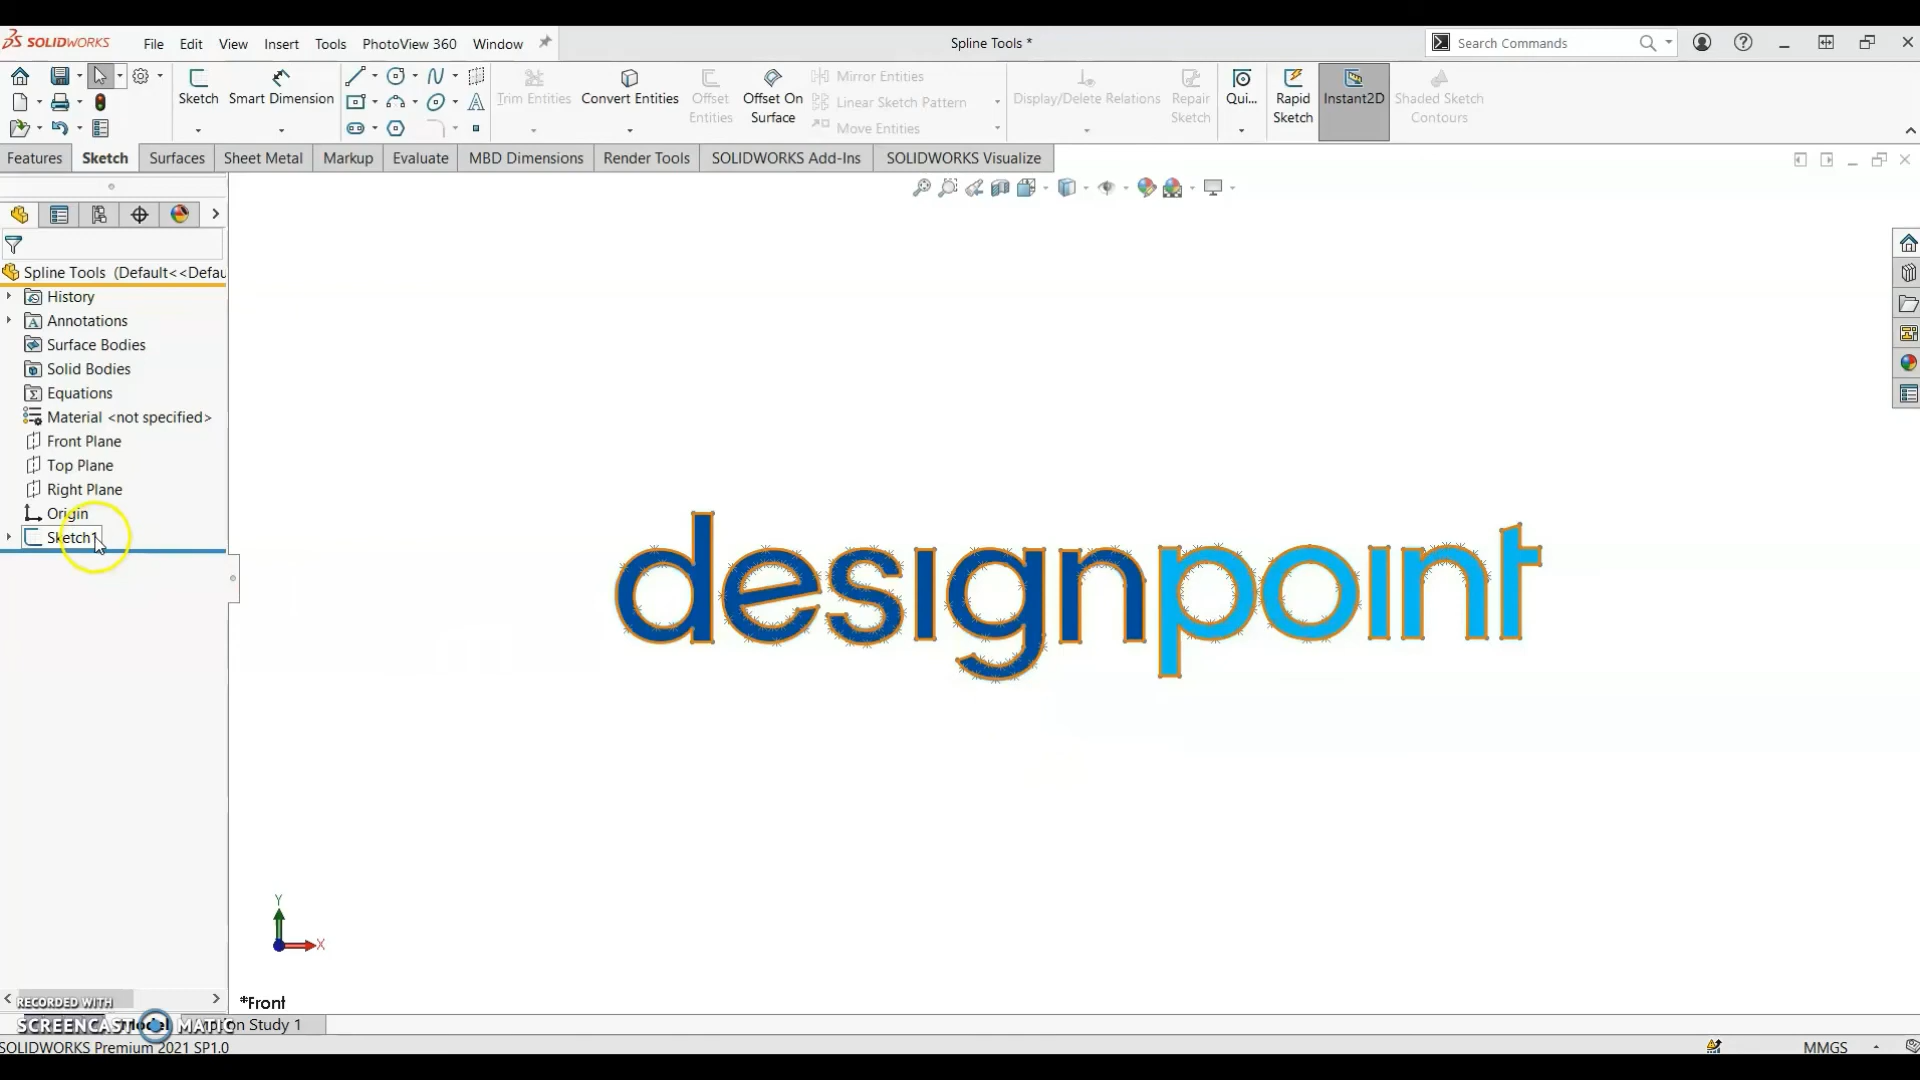 SOLIDWORKS
File Edit View Insert Tools PhotoView 360 Window
Spline Tools *
Search Commands
Sketch
Smart Dimension
Trim Entities
Convert Entities
Offset Entities
Offset On Surface
Mirror Entities
Linear Sketch Pattern
Move Entities
Display/Delete Relations
Repair Sketch
Qui...
Rapid Sketch
Instant2D
Shaded Sketch Contours
Features Sketch Surfaces Sheet Metal Markup Evaluate MBD Dimensions Render Tools SOLIDWORKS Add-Ins SOLIDWORKS Visualize
Spline Tools (Default<<Defau
History
Annotations
Surface Bodies
Solid Bodies
Equations
Material <not specified>
Front Plane
Top Plane
Right Plane
Origin
Sketch1
designpoint
Y
X
*Front
RECORDED WITH
SCREENCAST MATIC
Study 1
SOLIDWORKS Premium 2021 SP1.0
MMGS